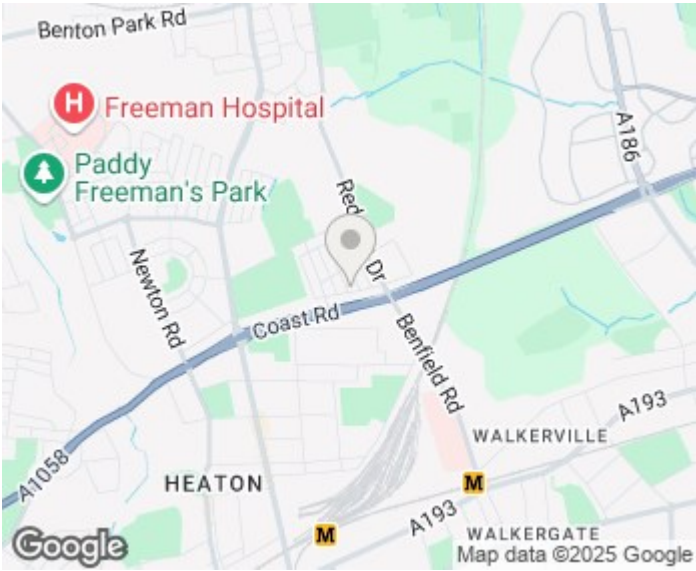 Benton Park Rd
Freeman Hospital
A186
Paddy
Freeman's Park
Red
Dr
Newton Rd
Coast Rd
Benfield Rd
A193
WALKERVILLE
A1058
HEATON
M
A193
M
WALKERGATE
Google
Map data ©2025 Google
H